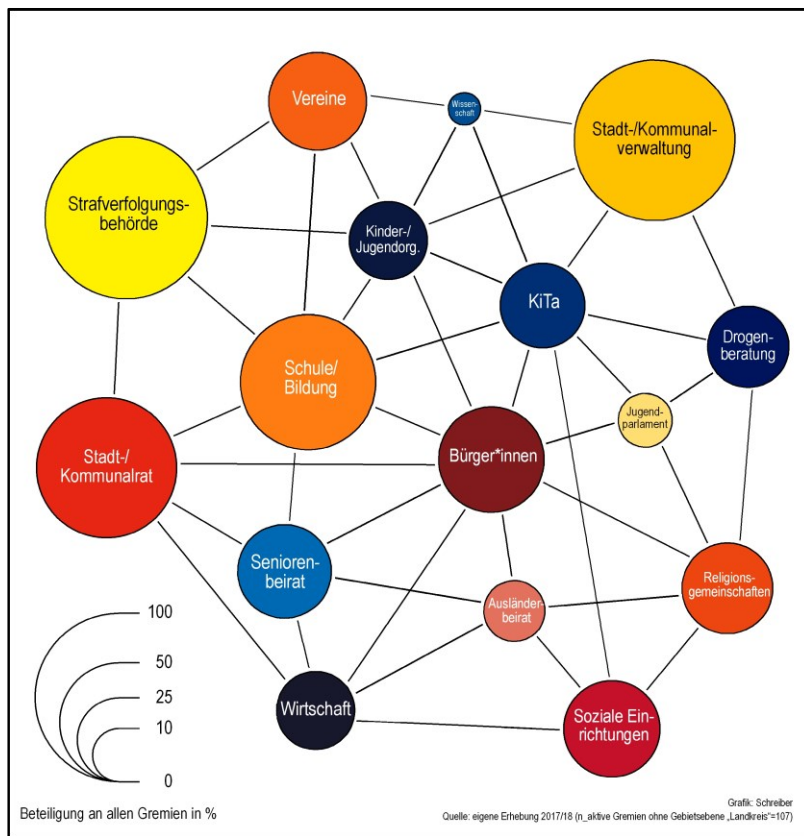 Vereine
Wissen-
schaft
Stadt-/Kommunal-
verwaltung
Strafverfolgungs-
behörde
Kinder-/
Jugendorg.
KiTa
Drogen-
beratung
Schule/
Bildung
Jugend-
parlament
Stadt-/
Kommunalrat
Bürger*innen
Senioren-
beirat
Ausländer-
beirat
Religions-
gemeinschaften
Wirtschaft
Soziale Ein-
richtungen
100
50
25
10
0
Beteiligung an allen Gremien in %
Grafik: Schreiber
Quelle: eigene Erhebung 2017/18 (n_aktive Gremien ohne Gebietsebene „Landkreis“=107)